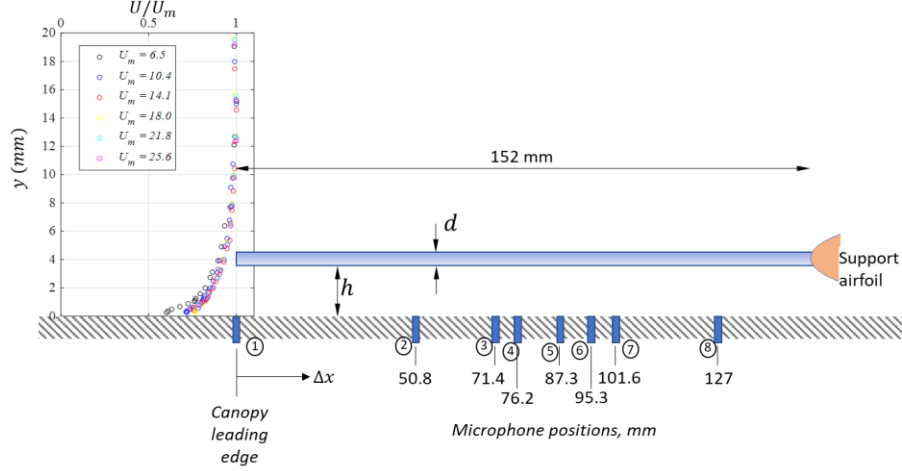 U/U_m
0 0.5 1
20
18
16
14
12
10
8
6
4
2
0
y (mm)
U_m = 6.5
U_m = 10.4
U_m = 14.1
U_m = 18.0
U_m = 21.8
U_m = 25.6
152 mm
d
h
Support
airfoil
1 2 3 4 5 6 7 8
Δx
50.8 71.4 87.3 101.6 127
76.2 95.3
Canopy
leading
edge
Microphone positions, mm